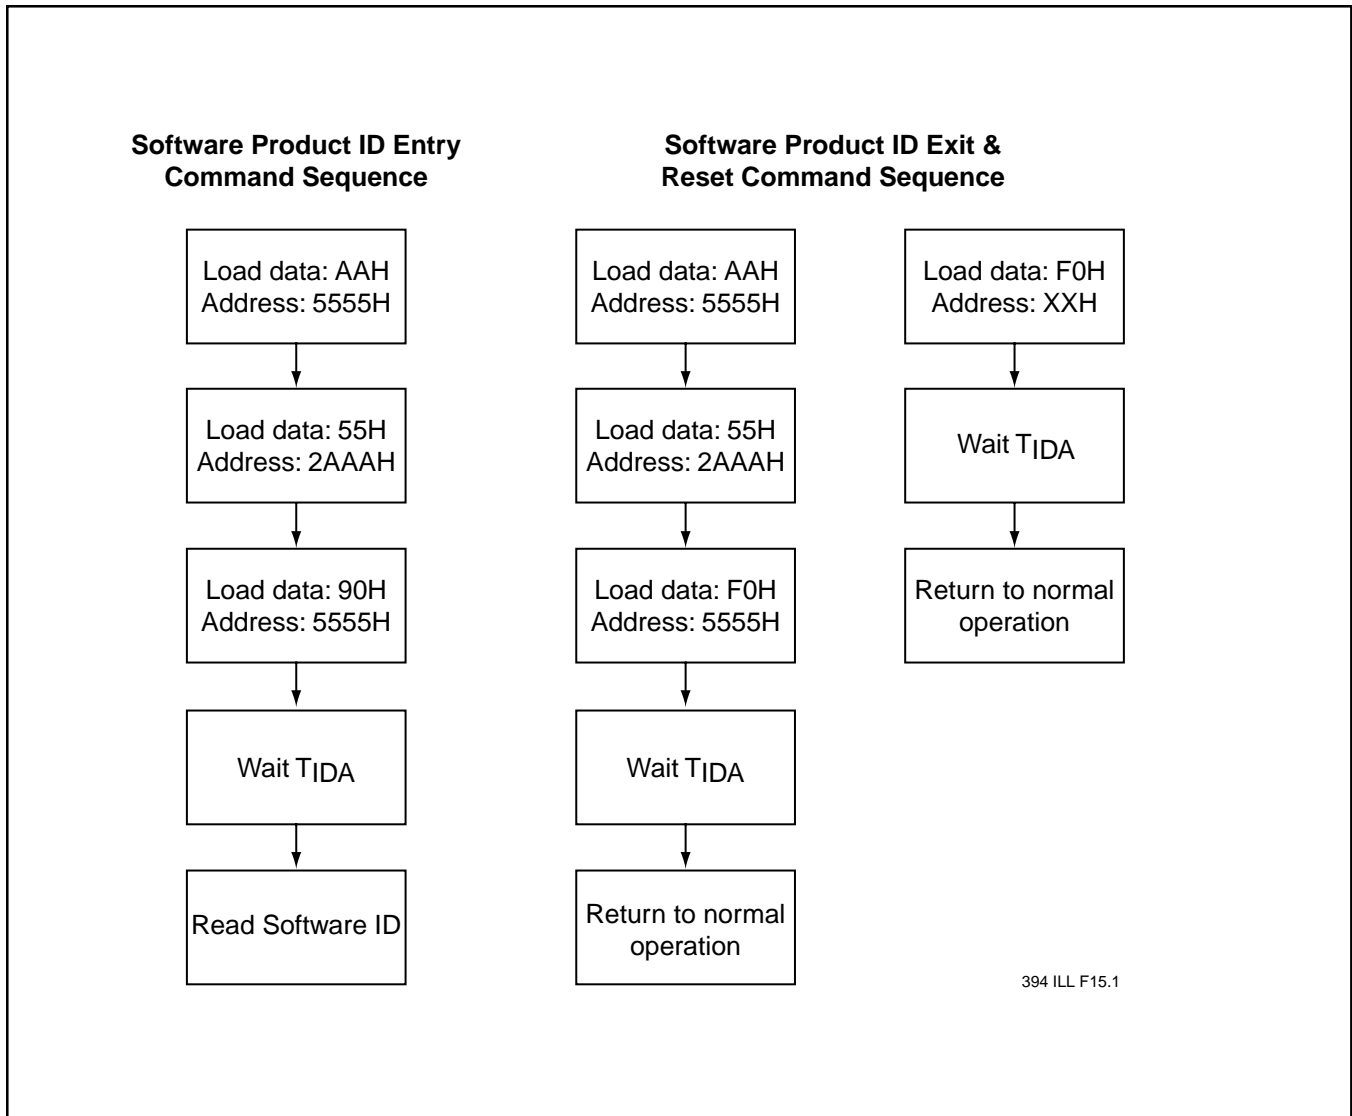 Software Product ID Entry
Command Sequence
Load data: AAH
Address: 5555H
Load data: 55H
Address: 2AAAH
Load data: 90H
Address: 5555H
Wait TIDA
Read Software ID
Software Product ID Exit &
Reset Command Sequence
Load data: AAH
Address: 5555H
Load data: 55H
Address: 2AAAH
Load data: F0H
Address: 5555H
Wait TIDA
Return to normal
operation
Load data: F0H
Address: XXH
Wait TIDA
Return to normal
operation
394 ILL F15.1